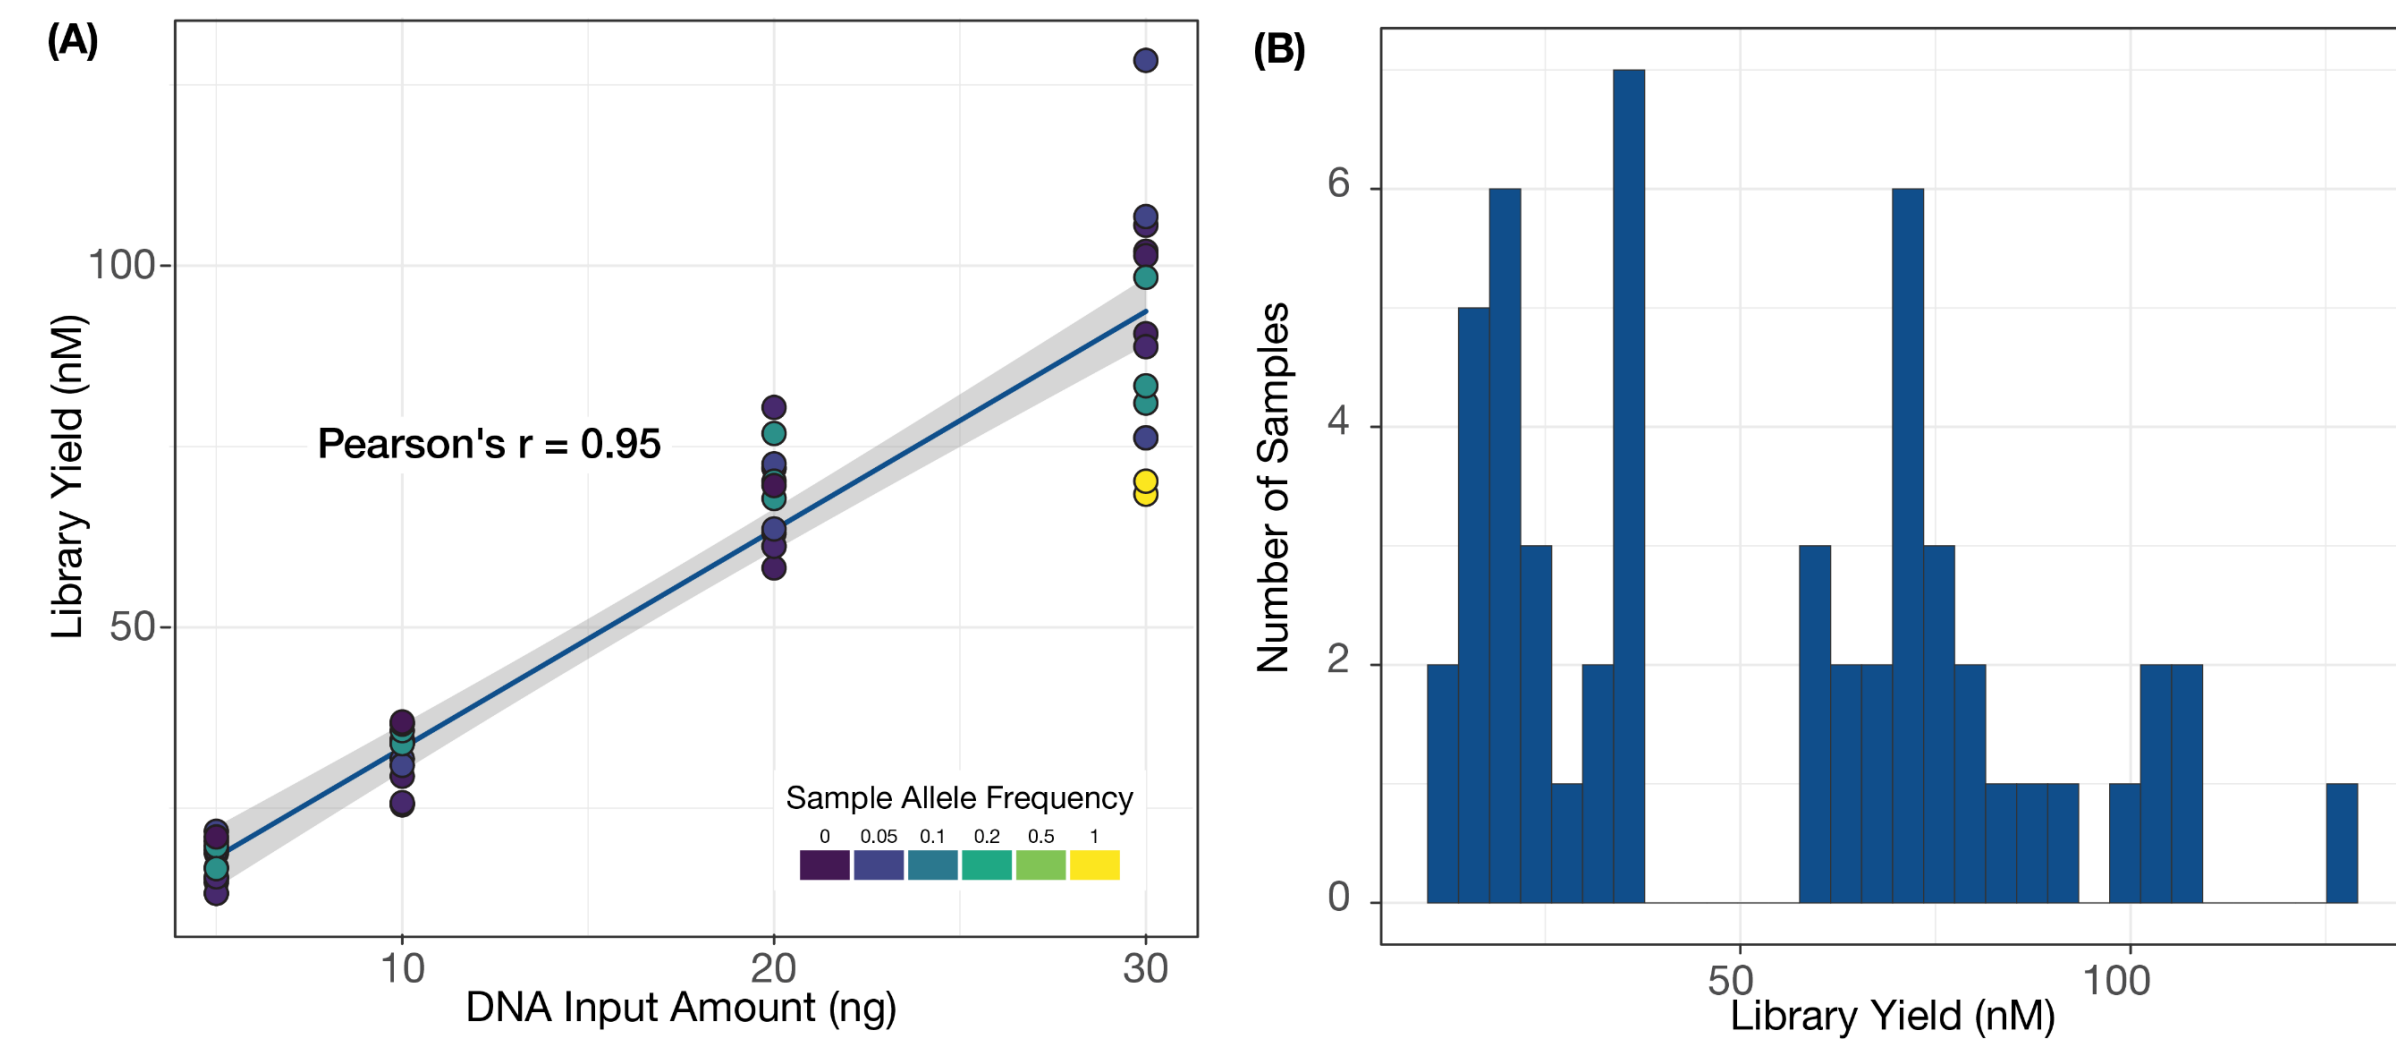 (A)
100
50
Library Yield (nM)
Pearson's r = 0.95
Sample Allele Frequency
0 0.05 0.1 0.2 0.5 1
10 20 30
DNA Input Amount (ng)
(B)
6
4
2
0
Number of Samples
50 100
Library Yield (nM)